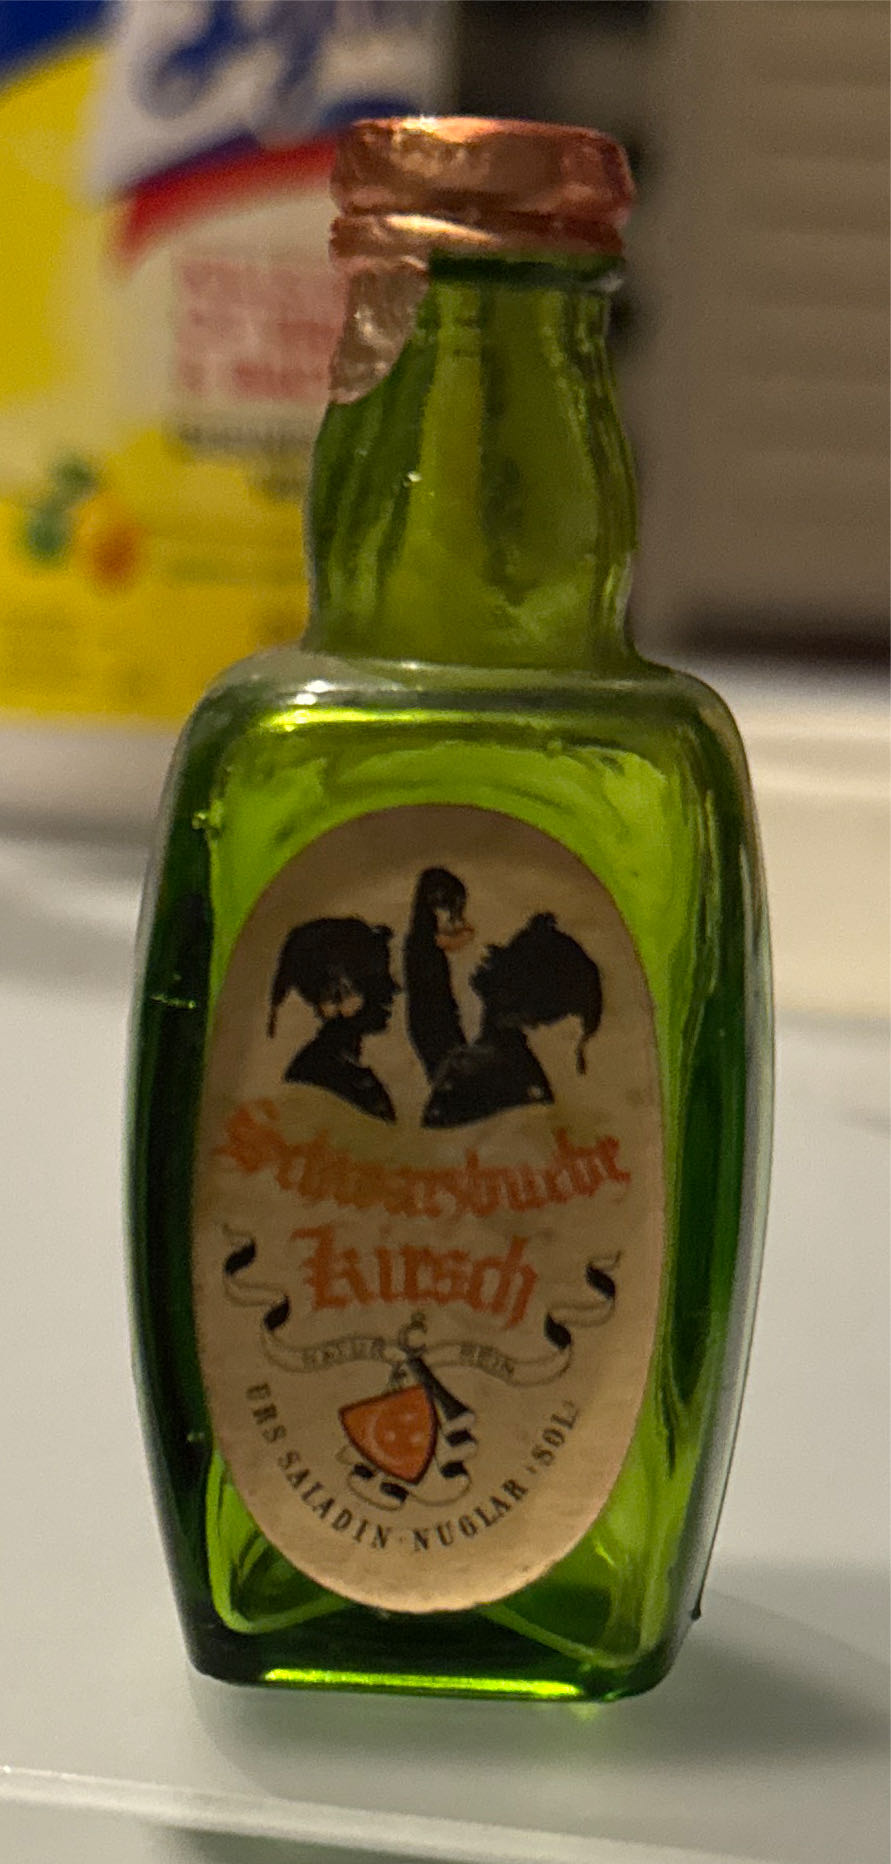 Schwarzbuebe
Kirsch
NATUR REIN
URS SALADIN · NUGLAR · SOL.